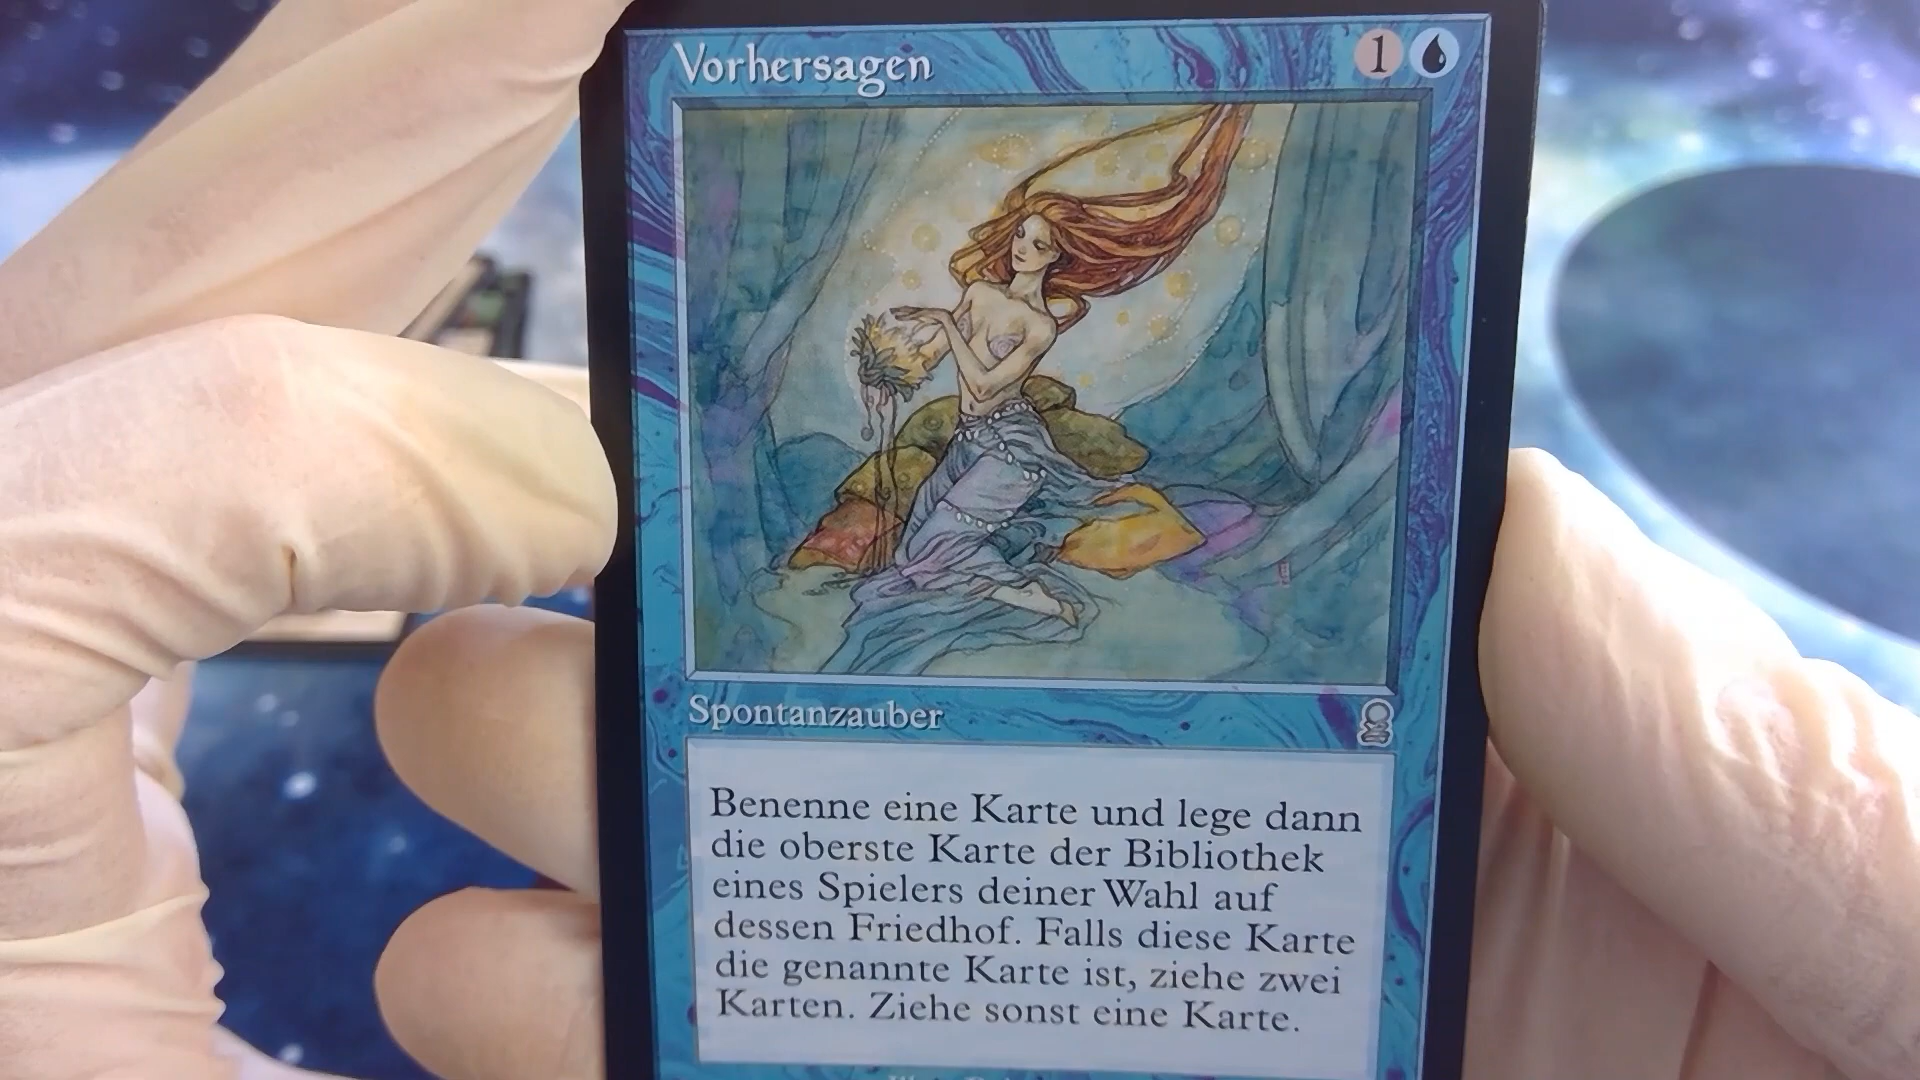 Vorhersagen
1
Spontanzauber
Benenne eine Karte und lege dann
die oberste Karte der Bibliothek
eines Spielers deiner Wahl auf
dessen Friedhof. Falls diese Karte
die genannte Karte ist, ziehe zwei
Karten. Ziehe sonst eine Karte.